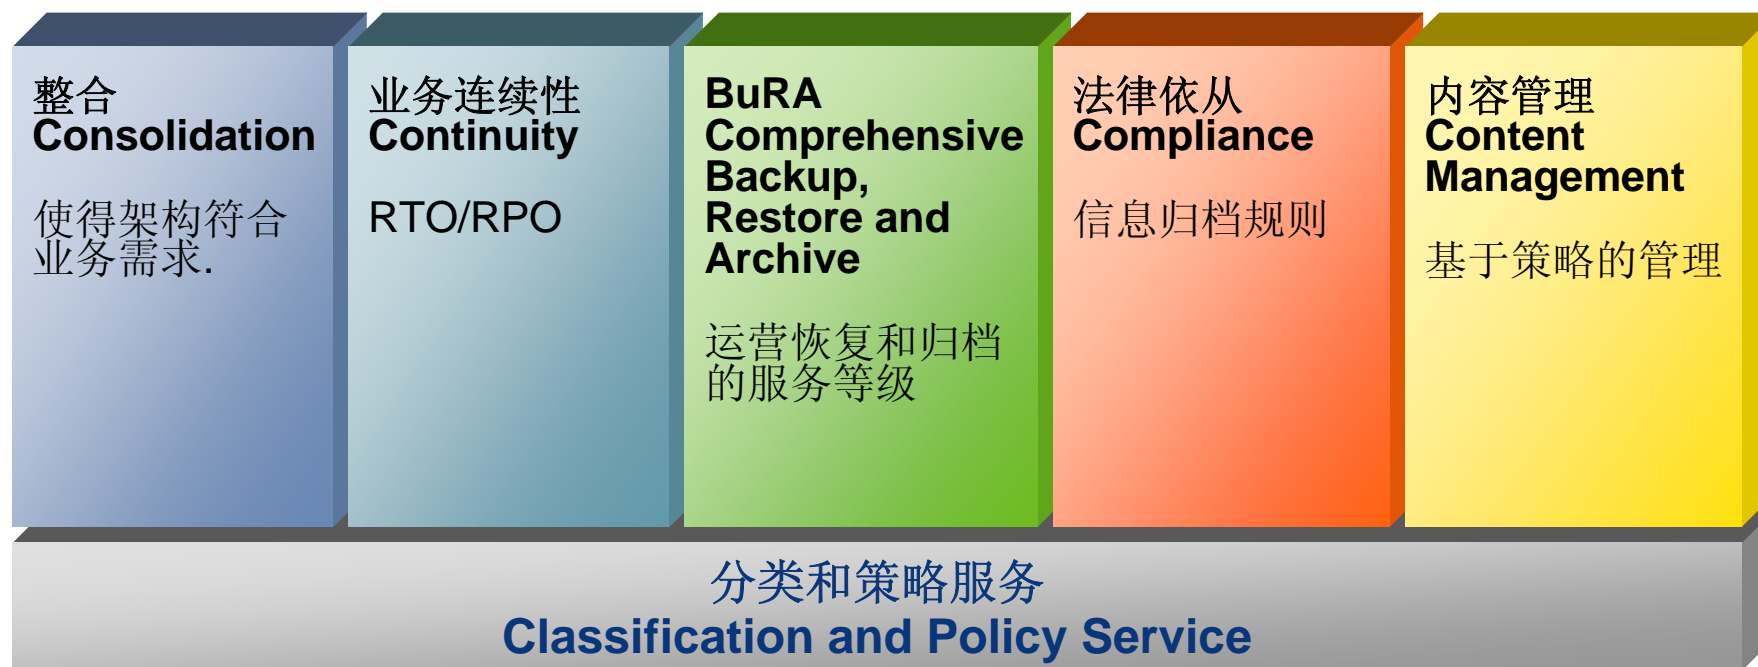 整合
Consolidation
使得架构符合
业务需求.
业务连续性
Continuity
RTO/RPO
BuRA
Comprehensive
Backup,
Restore and
Archive
运营恢复和归档
的服务等级
法律依从
Compliance
信息归档规则
内容管理
Content
Management
基于策略的管理
分类和策略服务
Classification and Policy Service